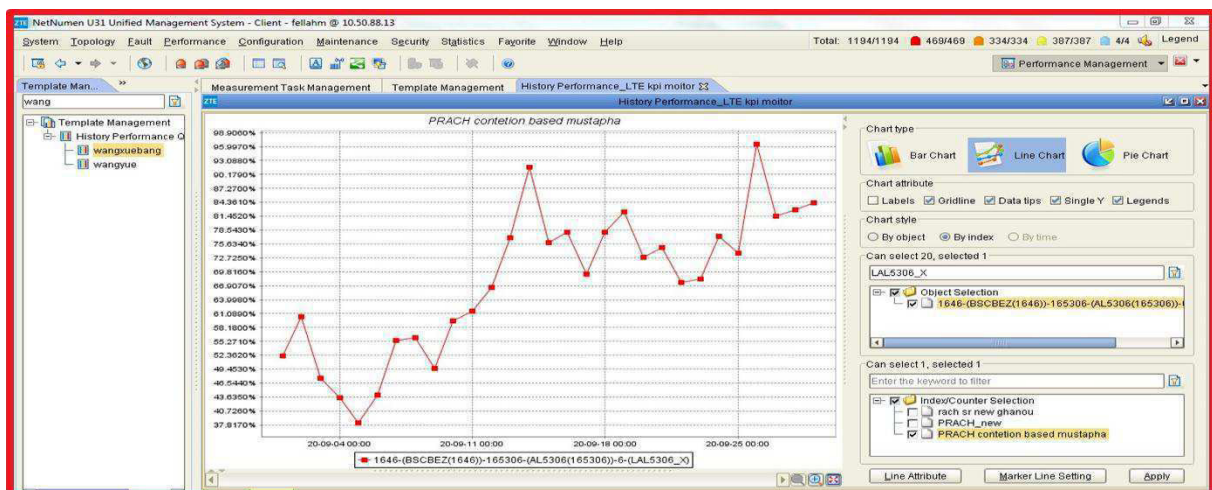 ZTE NetNumen U31 Unified Management System - Client - fellahm @ 10.50.88.13
System Topology Fault Performance Configuration Maintenance Security Statistics Favorite Window Help Total: 1194/1194 469/469 334/334 387/387 4/4 Legend
Performance Management
Template Man... Measurement Task Management Template Management History Performance_LTE kpi moitor
wang
ZTE History Performance_LTE kpi moitor
Template Management
History Performance Q
wangxuebang
wangyue
PRACH contetion based mustapha
98.9060%
95.9970%
93.0880%
90.1790%
87.2700%
84.3610%
81.4520%
78.5430%
75.6340%
72.7250%
69.8160%
66.9070%
63.9980%
61.0890%
58.1800%
55.2710%
52.3620%
49.4530%
46.5440%
43.6350%
40.7260%
37.8170%
20-09-04 00:00 20-09-11 00:00 20-09-18 00:00 20-09-25 00:00
1646-(BSCBEZ(1646))-165306-(AL5306(165306))-6-(LAL5306_X)
Chart type
Bar Chart Line Chart Pie Chart
Chart attribute
Labels Gridline Data tips Single Y Legends
Chart style
By object By index By time
Can select 20, selected 1
LAL5306_X
Object Selection
1646-(BSCBEZ(1646))-165306-(AL5306(165306))-
Can select 1, selected 1
Enter the keyword to filter
Index/Counter Selection
rach sr new ghanou
PRACH_new
PRACH contetion based mustapha
Line Attribute Marker Line Setting Apply